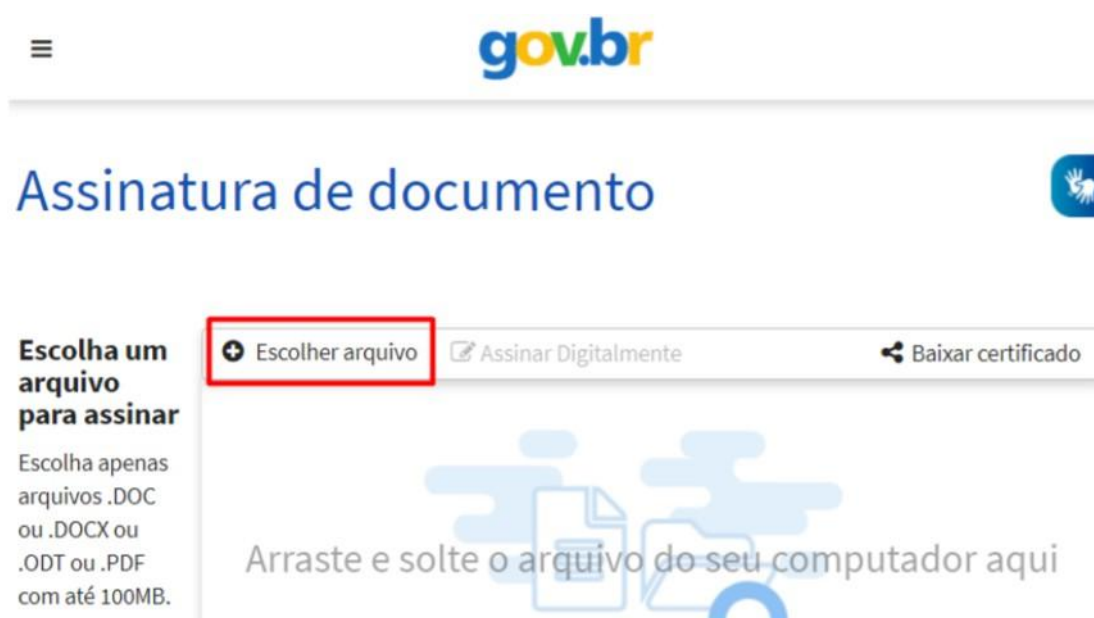 gov.br
Assinatura de documento
Escolha um
arquivo
para assinar
Escolha apenas
arquivos .DOC
ou .DOCX ou
.ODT ou .PDF
com até 100MB.
Escolher arquivo
Assinar Digitalmente
Baixar certificado
Arraste e solte o arquivo do seu computador aqui